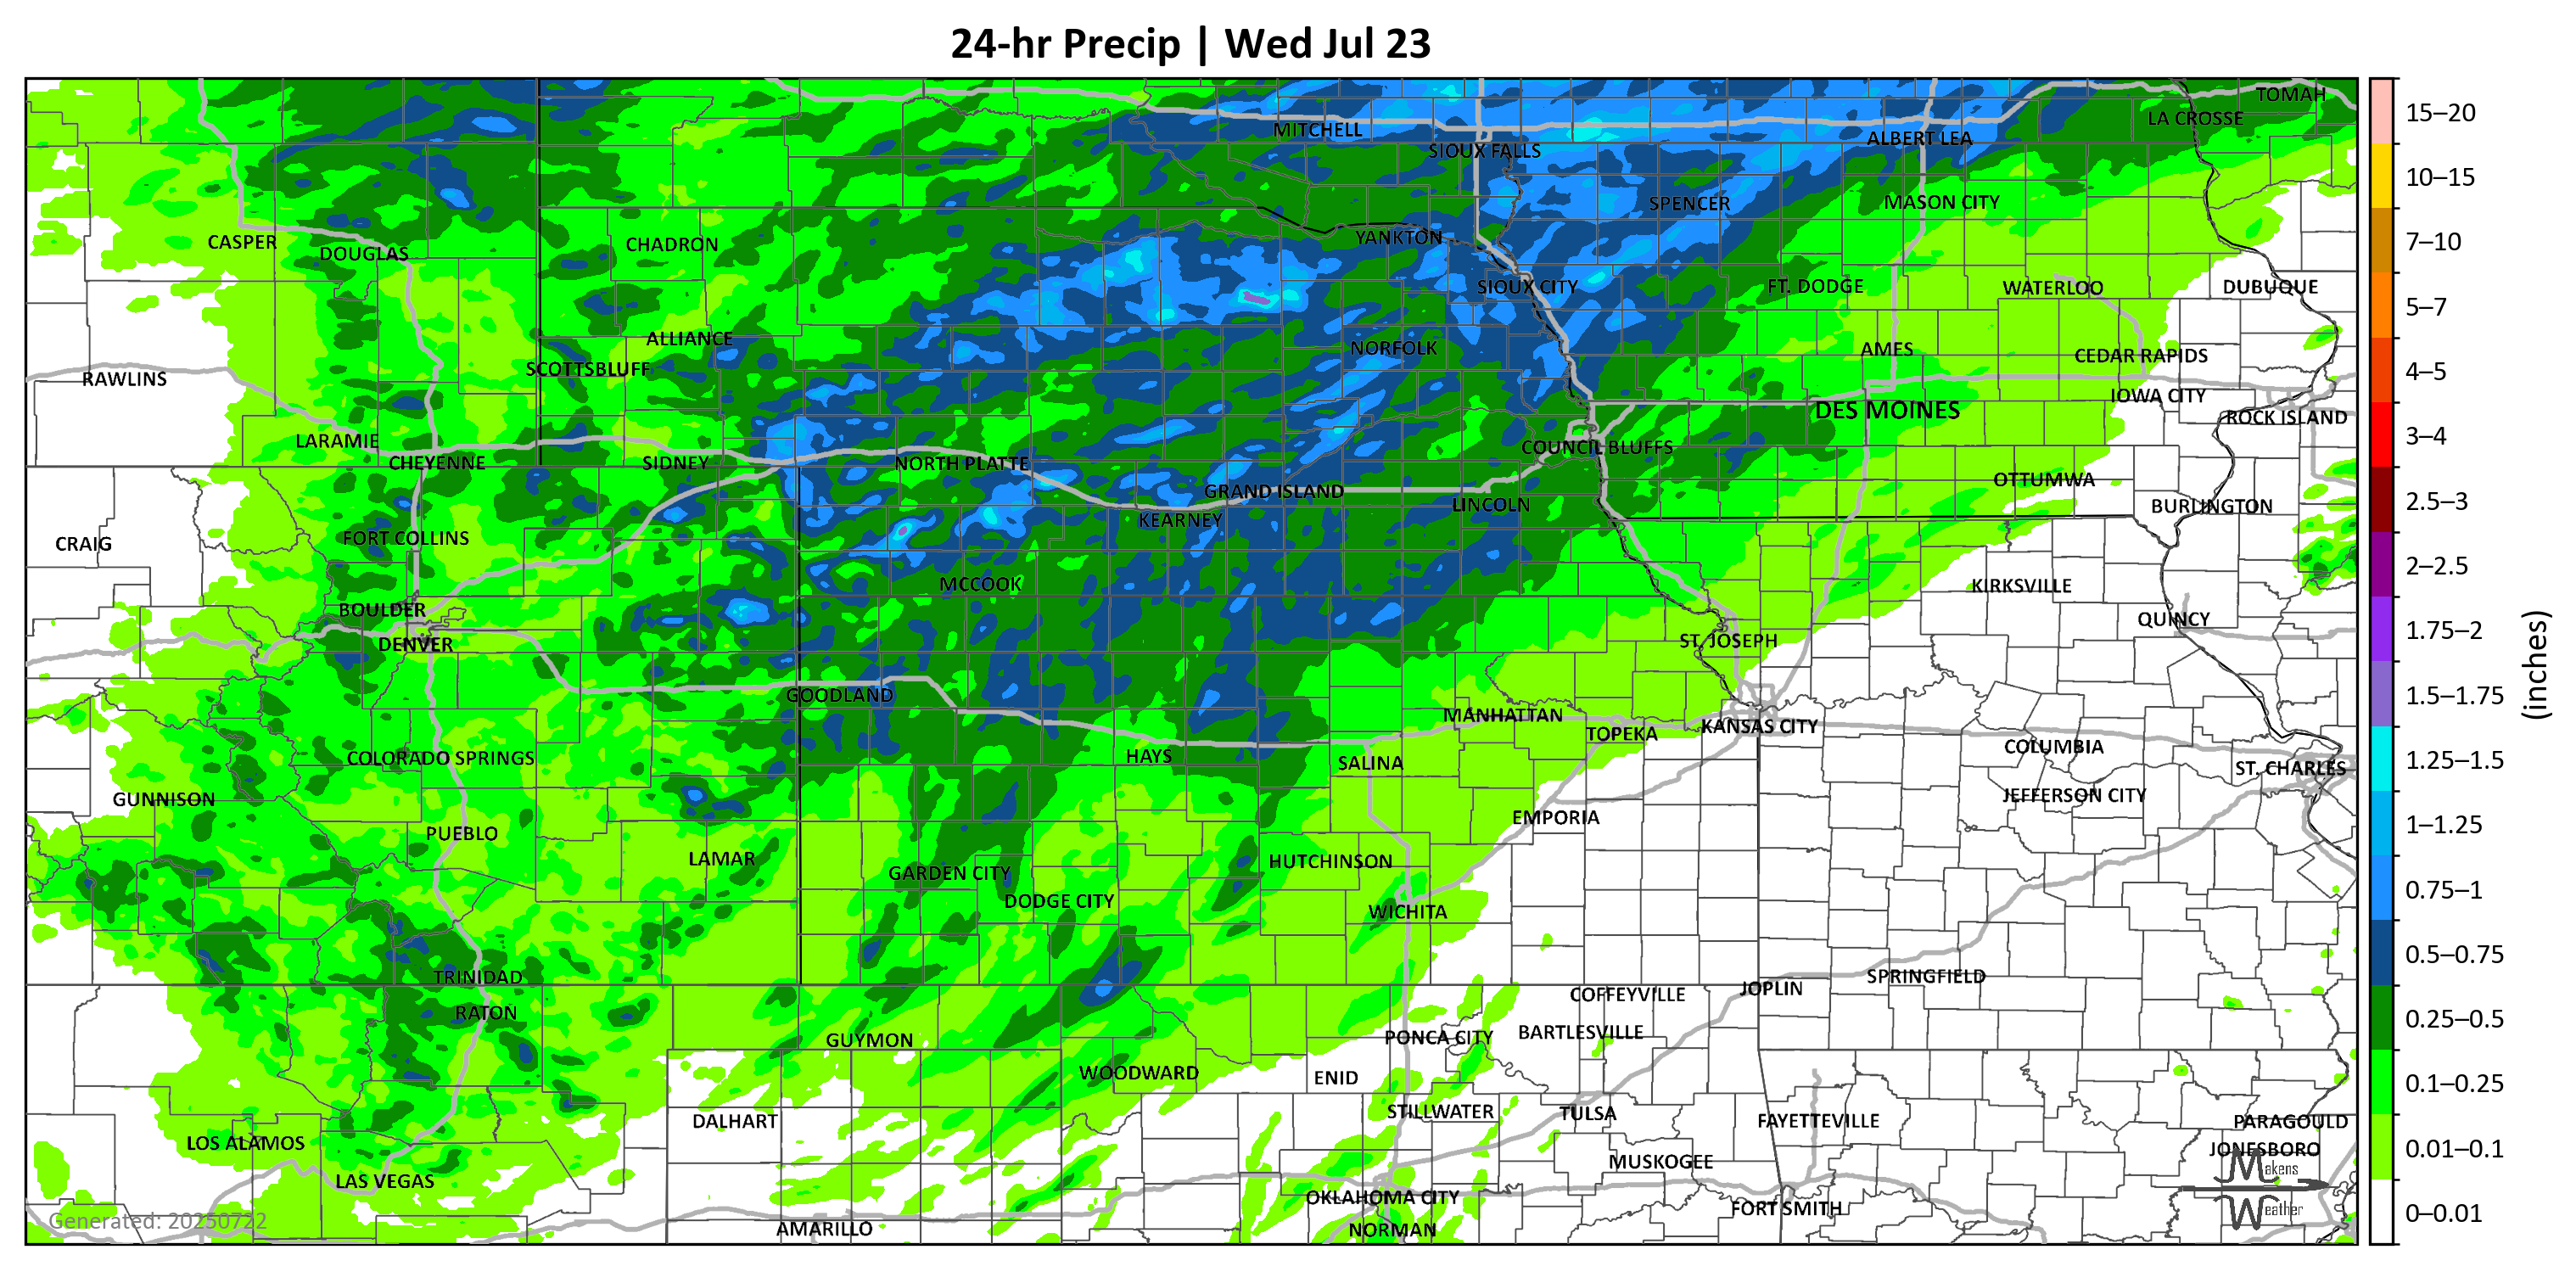 24-hr Precip | Wed Jul 23
TOMAH
LA CROSSE
MITCHELL
ALBERT LEA
SIOUX FALLS
SPENCER
MASON CITY
YANKTON
CASPER
DOUGLAS
CHADRON
SIOUX CITY
FT. DODGE
WATERLOO
DUBUQUE
ALLIANCE
NORFOLK
AMES
CEDAR RAPIDS
SCOTTSBLUFF
RAWLINS
IOWA CITY
DES MOINES
ROCK ISLAND
LARAMIE
COUNCIL BLUFFS
CHEYENNE
SIDNEY
NORTH PLATTE
OTTUMWA
GRAND ISLAND
LINCOLN
BURLINGTON
KEARNEY
CRAIG
FORT COLLINS
MCCOOK
KIRKSVILLE
BOULDER
QUINCY
DENVER
ST. JOSEPH
GOODLAND
MANHATTAN
TOPEKA
KANSAS CITY
COLORADO SPRINGS
HAYS
SALINA
COLUMBIA
ST. CHARLES
GUNNISON
JEFFERSON CITY
EMPORIA
PUEBLO
LAMAR
HUTCHINSON
GARDEN CITY
DODGE CITY
WICHITA
TRINIDAD
SPRINGFIELD
JOPLIN
COFFEYVILLE
RATON
GUYMON
PONCA CITY
BARTLESVILLE
WOODWARD
ENID
DALHART
STILLWATER
TULSA
FAYETTEVILLE
PARAGOULD
LOS ALAMOS
JONESBORO
MUSKOGEE
LAS VEGAS
OKLAHOMA CITY
FORT SMITH
AMARILLO
NORMAN
Generated: 20250722
Makens
Weather
15–20
10–15
7–10
5–7
4–5
3–4
2.5–3
2–2.5
1.75–2
1.5–1.75
1.25–1.5
1–1.25
0.75–1
0.5–0.75
0.25–0.5
0.1–0.25
0.01–0.1
0–0.01
(inches)